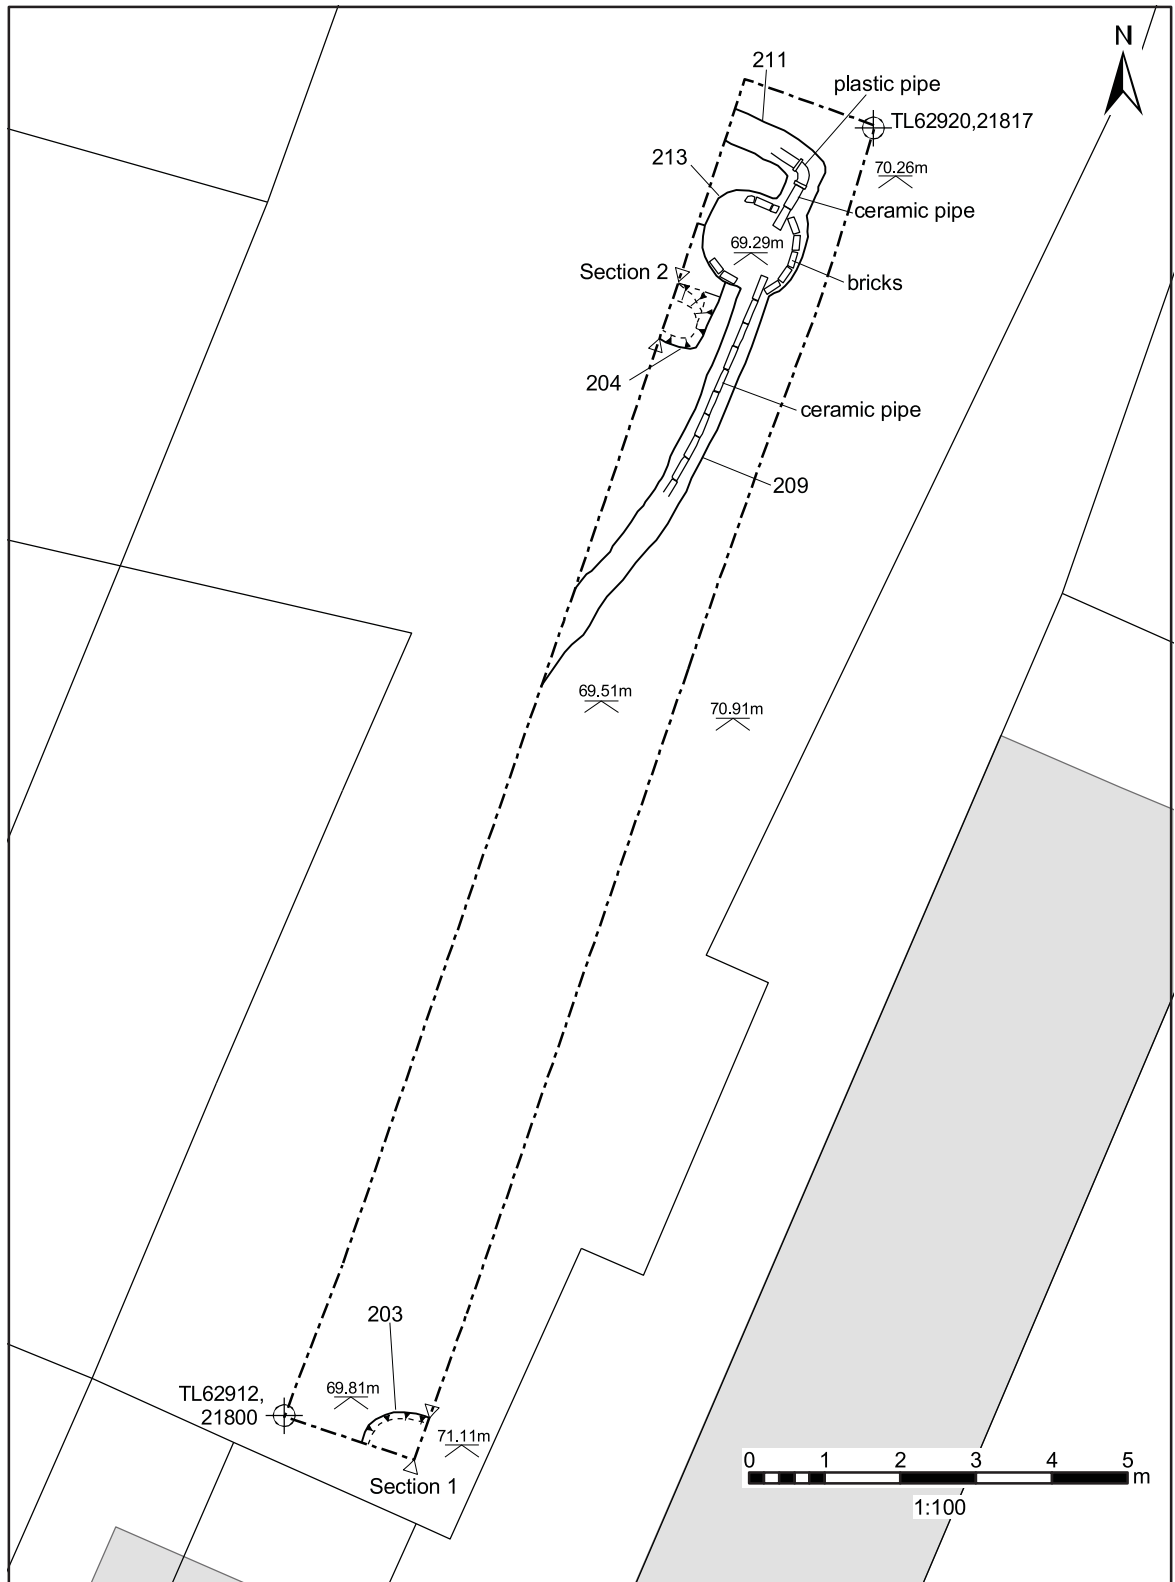 N
211
plastic pipe
TL62920,21817
213
70.26m
ceramic pipe
69.29m
Section 2
bricks
204
ceramic pipe
209
69.51m
70.91m
203
TL62912,
21800
69.81m
71.11m
Section 1
0 1 2 3 4 5
m
1:100